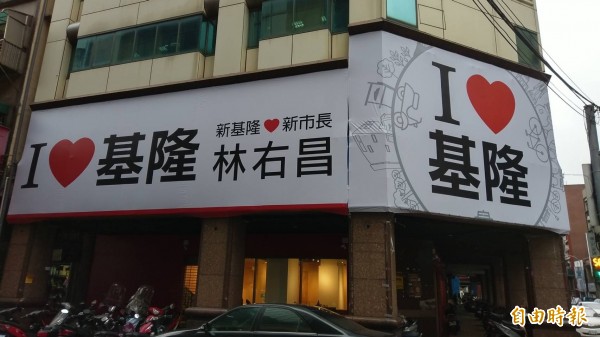 I ❤ 基隆
新基隆❤新市長
林右昌
I ❤
基隆
自由時報